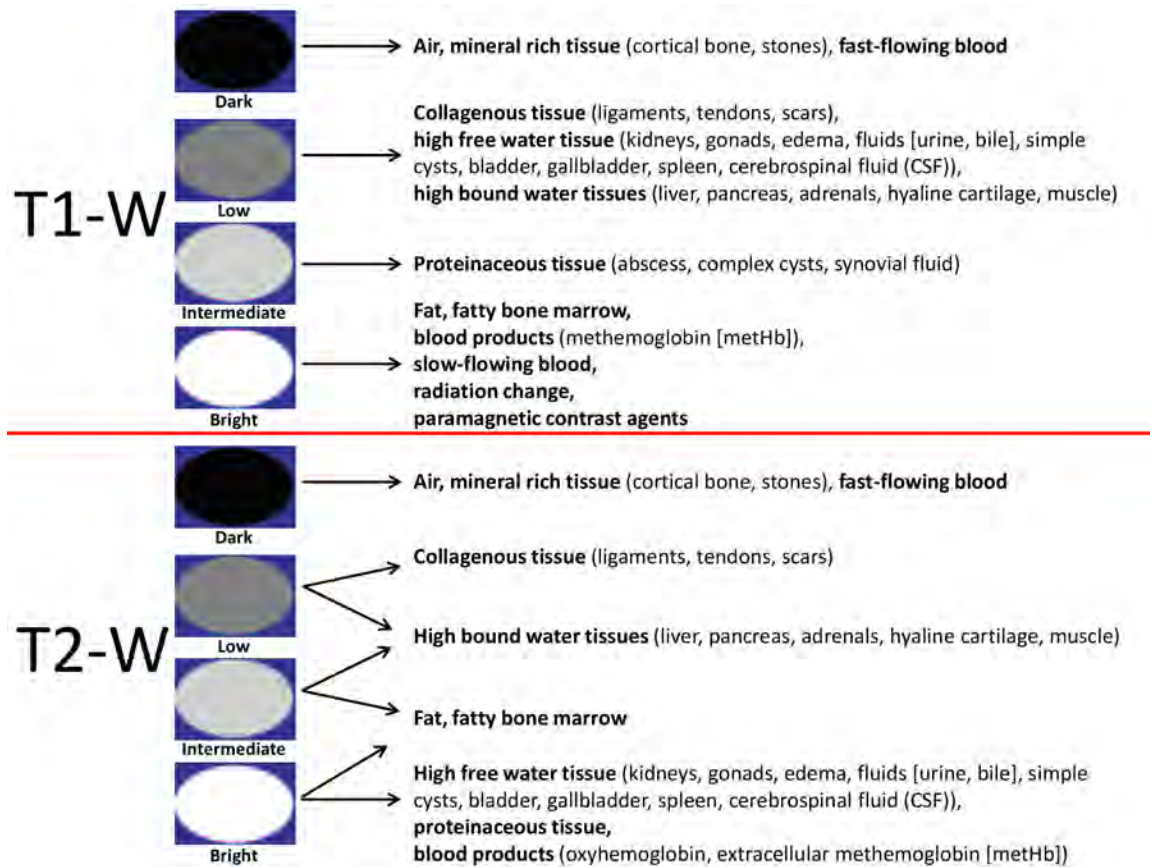 T1-W
Dark
Air, mineral rich tissue (cortical bone, stones), fast-flowing blood
Low
Collagenous tissue (ligaments, tendons, scars),
high free water tissue (kidneys, gonads, edema, fluids [urine, bile], simple
cysts, bladder, gallbladder, spleen, cerebrospinal fluid (CSF)),
high bound water tissues (liver, pancreas, adrenals, hyaline cartilage, muscle)
Intermediate
Proteinaceous tissue (abscess, complex cysts, synovial fluid)
Bright
Fat, fatty bone marrow,
blood products (methemoglobin [metHb]),
slow-flowing blood,
radiation change,
paramagnetic contrast agents
T2-W
Dark
Air, mineral rich tissue (cortical bone, stones), fast-flowing blood
Low
Collagenous tissue (ligaments, tendons, scars)
High bound water tissues (liver, pancreas, adrenals, hyaline cartilage, muscle)
Intermediate
Fat, fatty bone marrow
Bright
High free water tissue (kidneys, gonads, edema, fluids [urine, bile], simple
cysts, bladder, gallbladder, spleen, cerebrospinal fluid (CSF)),
proteinaceous tissue,
blood products (oxyhemoglobin, extracellular methemoglobin [metHb])